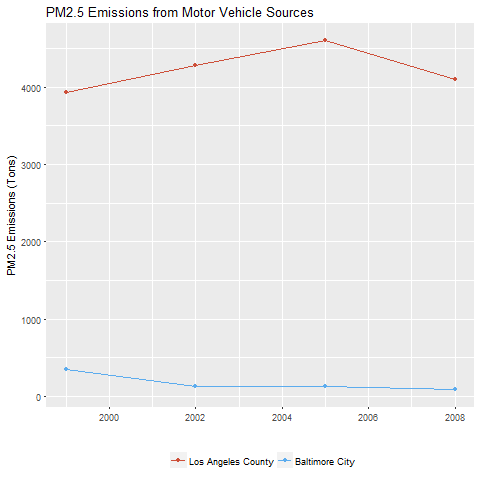 PM2.5 Emissions from Motor Vehicle Sources
PM2.5 Emissions (Tons)
4000
3000
2000
1000
0
2000 2002 2004 2006 2008
Los Angeles County Baltimore City